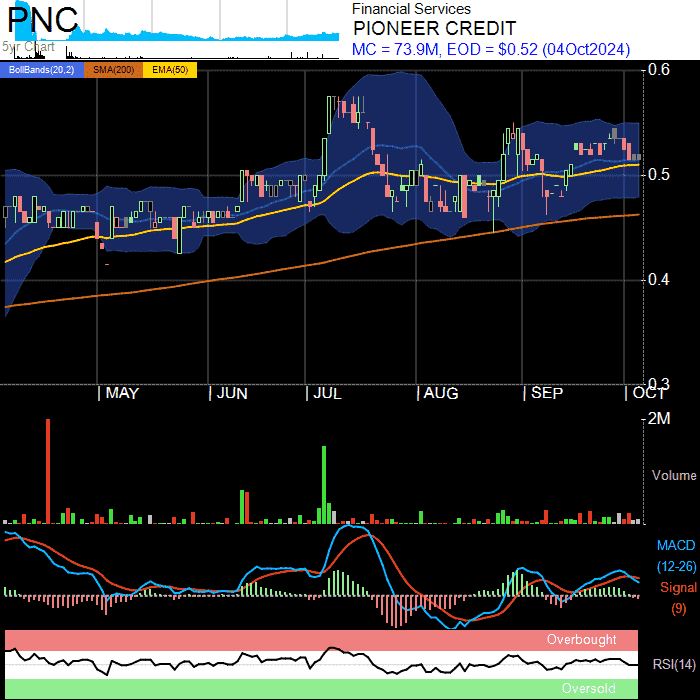 PNC
5yr Chart
Financial Services
PIONEER CREDIT
MC = 73.9M, EOD = $0.52 (04Oct2024)
BollBands(20,2) SMA(200) EMA(50)
0.6
0.5
0.4
0.3
MAY JUN JUL AUG SEP OCT
2M
Volume
MACD
(12-26)
Signal
(9)
Overbought
RSI(14)
Oversold